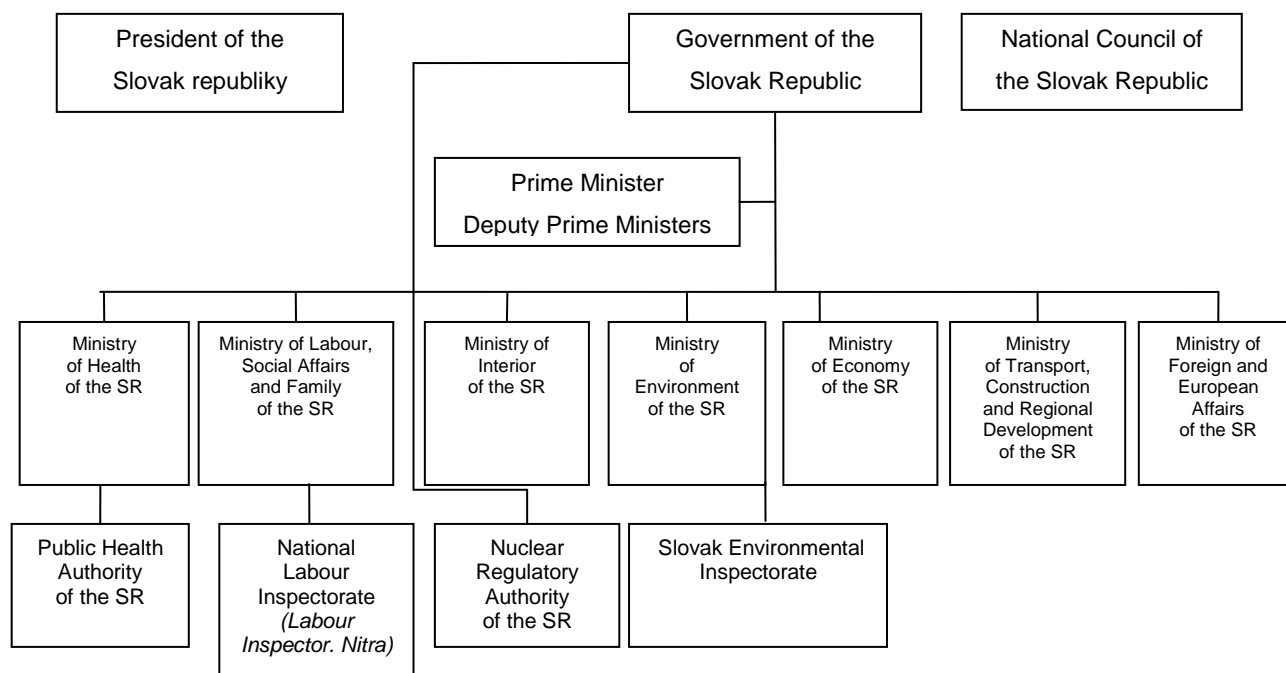 President of the
Slovak republiky
Government of the
Slovak Republic
National Council of
the Slovak Republic
Prime Minister
Deputy Prime Ministers
Ministry
of Health
of the SR
Ministry of Labour,
Social Affairs
and Family
of the SR
Ministry of
Interior
of the SR
Ministry
of
Environment
of the SR
Ministry
of Economy
of the SR
Ministry
of Transport,
Construction
and Regional
Development
of the SR
Ministry of
Foreign and
European
Affairs
of the SR
Public Health
Authority
of the SR
National
Labour
Inspectorate
(Labour
Inspector. Nitra)
Nuclear
Regulatory
Authority
of the SR
Slovak Environmental
Inspectorate